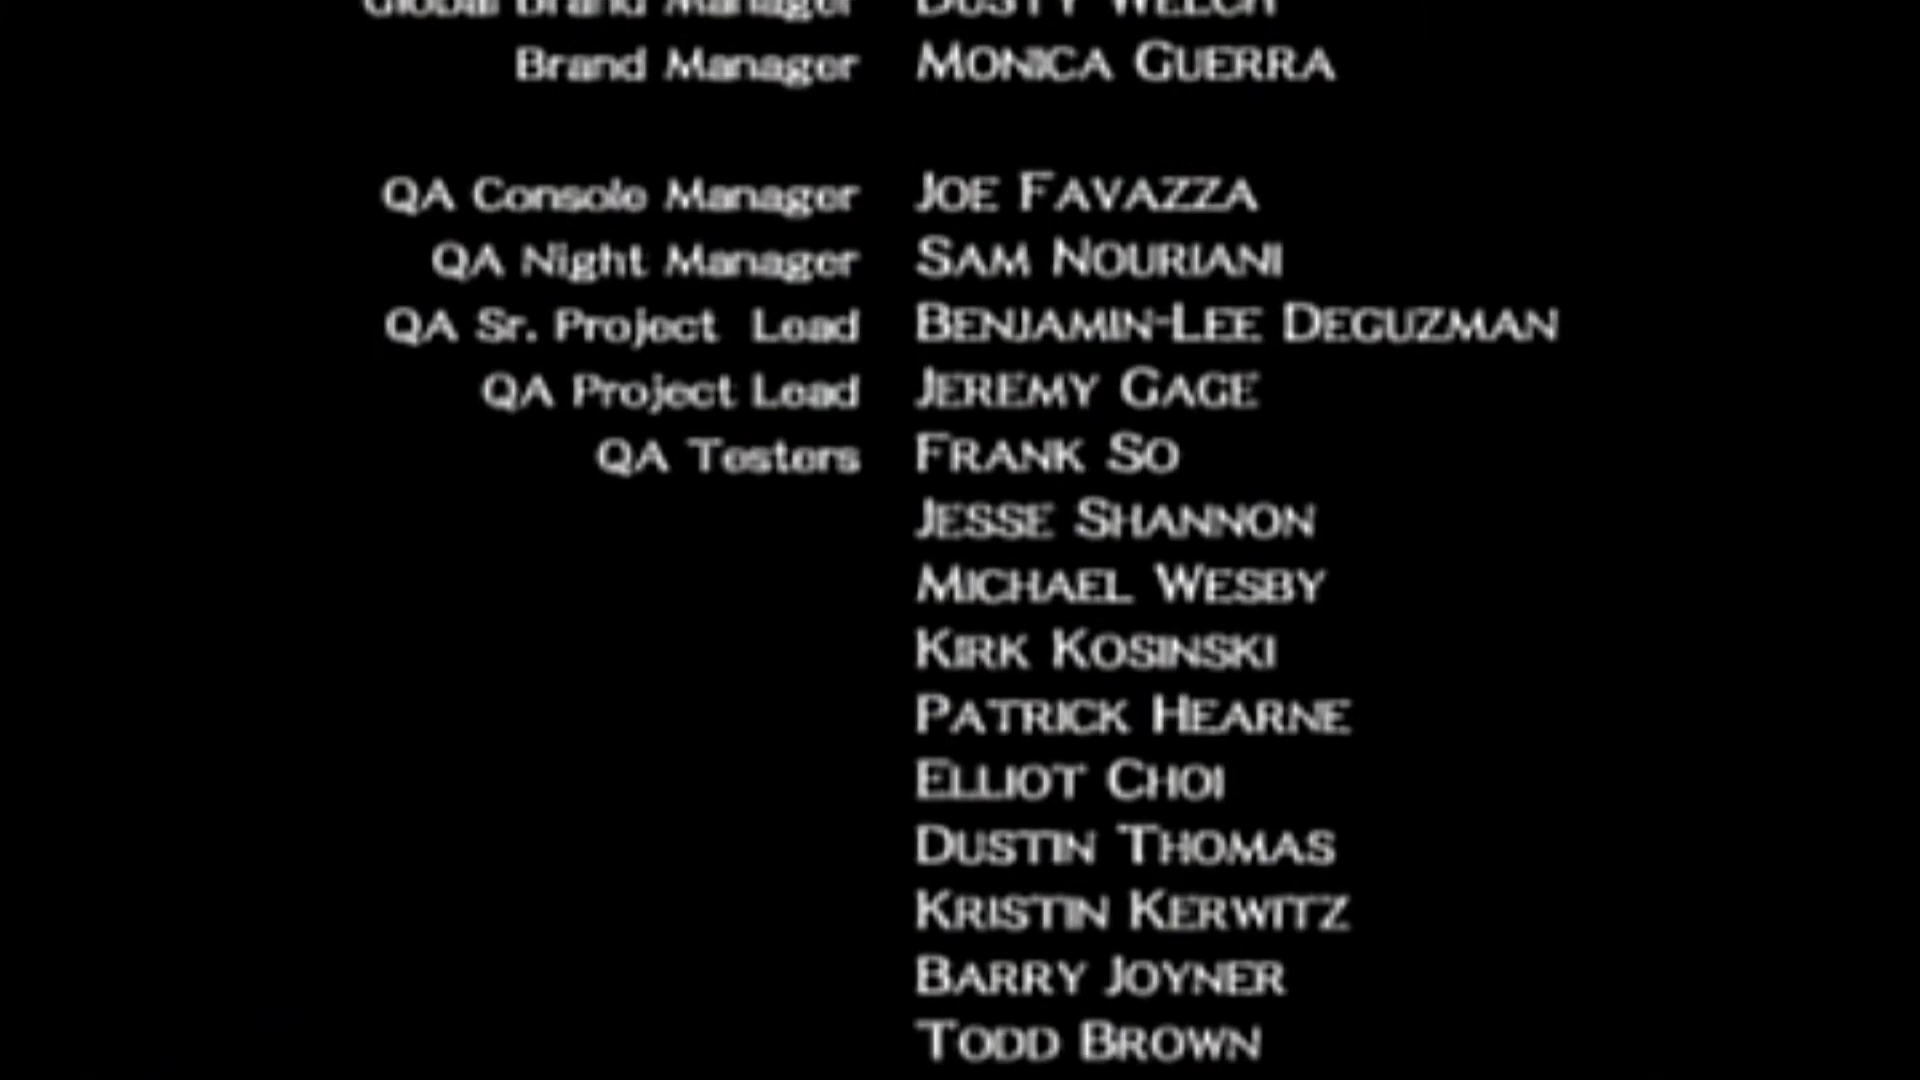 Global Brand Manager DUSTY WELCH
Brand Manager MONICA GUERRA
QA Console Manager JOE FAVAZZA
QA Night Manager SAM NOURIANI
QA Sr. Project Lead BENJAMIN-LEE DEGUZMAN
QA Project Lead JEREMY GAGE
QA Testers FRANK SO
JESSE SHANNON
MICHAEL WESBY
KIRK KOSINSKI
PATRICK HEARNE
ELLIOT CHOI
DUSTIN THOMAS
KRISTIN KERWITZ
BARRY JOYNER
TODD BROWN